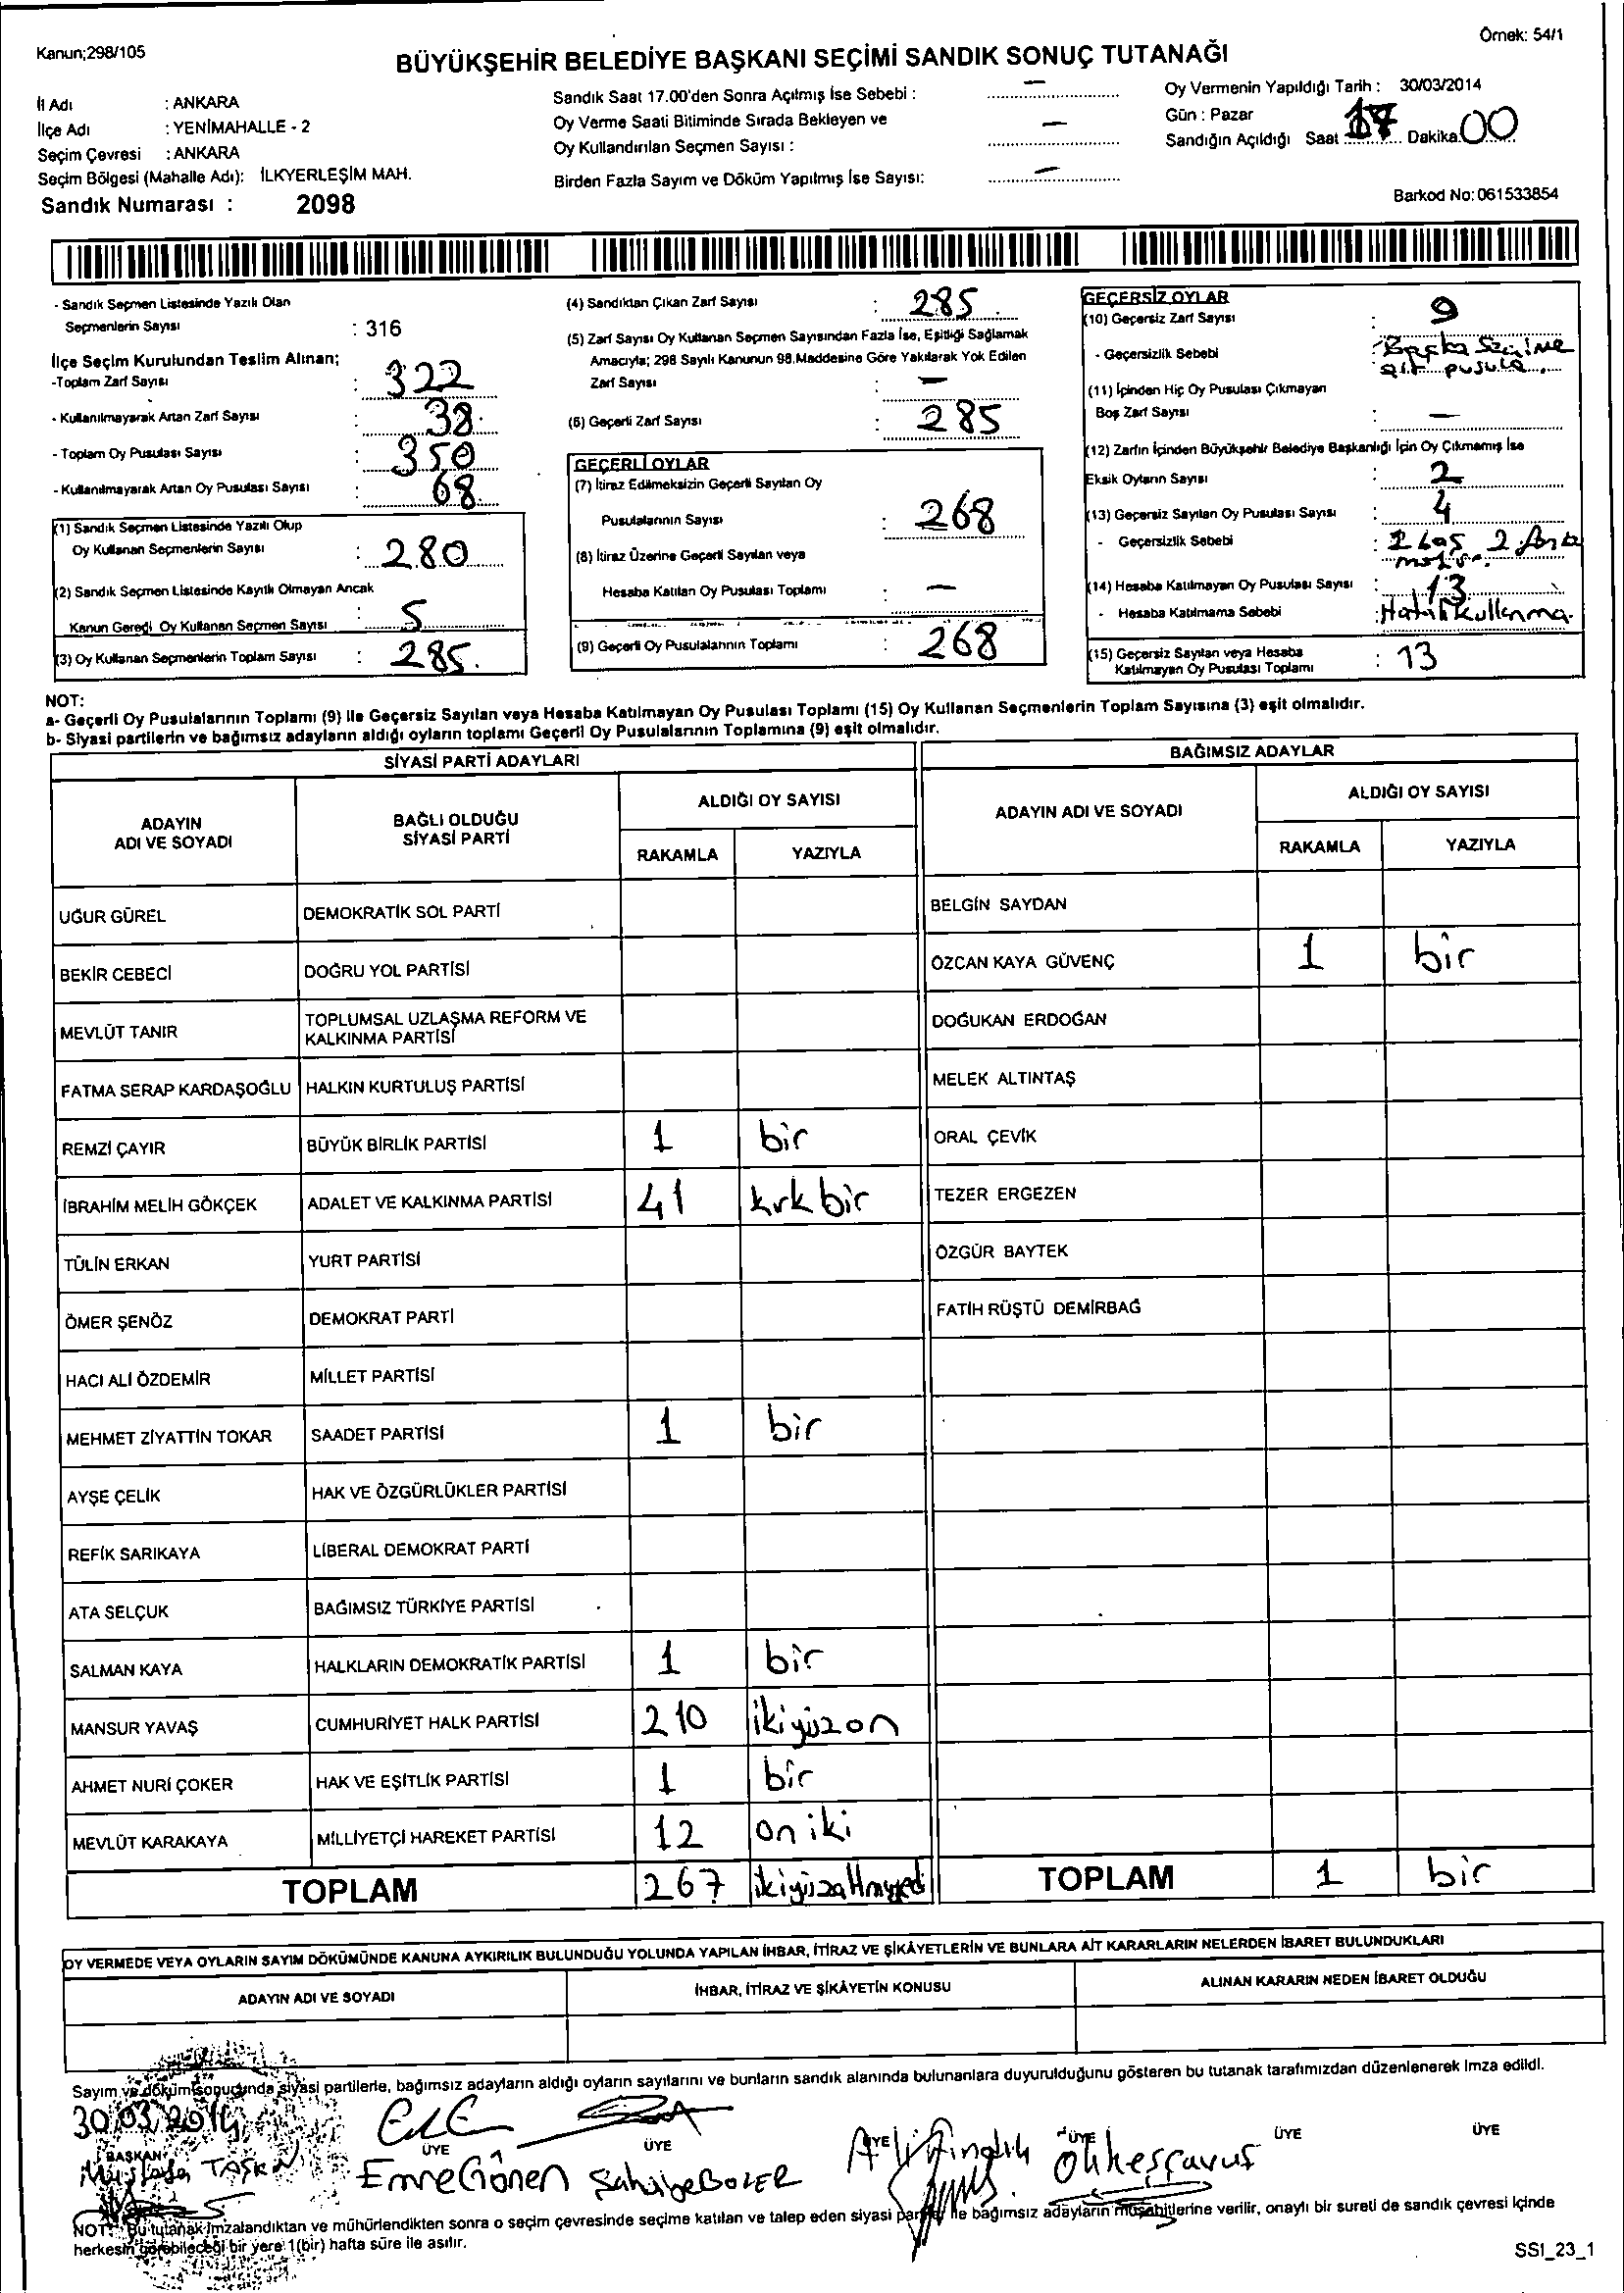 Kanun;298/105
Örnek: 54/1
BÜYÜKŞEHİR BELEDİYE BAŞKANI SEÇİMİ SANDIK SONUÇ TUTANAĞI
İl Adı : ANKARA
İlçe Adı : YENİMAHALLE - 2
Seçim Çevresi : ANKARA
Seçim Bölgesi (Mahalle Adı): İLKYERLEŞİM MAH.
Sandık Numarası : 2098
Sandık Saat 17.00'den Sonra Açılmış İse Sebebi : —
Oy Verme Saati Bitiminde Sırada Bekleyen ve
Oy Kullandırılan Seçmen Sayısı : —
Birden Fazla Sayım ve Döküm Yapılmış İse Sayısı: —
Oy Vermenin Yapıldığı Tarih : 30/03/2014
Gün : Pazar
Sandığın Açıldığı Saat 17 Dakika 00
Barkod No: 061533854
- Sandık Seçmen Listesinde Yazılı Olan
Seçmenlerin Sayısı : 316
İlçe Seçim Kurulundan Teslim Alınan;
-Toplam Zarf Sayısı : 322
- Kullanılmayarak Artan Zarf Sayısı : 38
- Toplam Oy Pusulası Sayısı : 350
- Kullanılmayarak Artan Oy Pusulası Sayısı : 68
(1) Sandık Seçmen Listesinde Yazılı Olup
Oy Kullanan Seçmenlerin Sayısı : 280
(2) Sandık Seçmen Listesinde Kayıtlı Olmayan Ancak
Kanun Gereği Oy Kullanan Seçmen Sayısı : 5
(3) Oy Kullanan Seçmenlerin Toplam Sayısı : 285
(4) Sandıktan Çıkan Zarf Sayısı : 285
(5) Zarf Sayısı Oy Kullanan Seçmen Sayısından Fazla İse, Eşitliği Sağlamak
Amacıyla; 298 Sayılı Kanunun 98.Maddesine Göre Yakılarak Yok Edilen
Zarf Sayısı : —
(6) Geçerli Zarf Sayısı : 285
GEÇERLİ OYLAR
(7) İtiraz Edilmeksizin Geçerli Sayılan Oy
Pusulalarının Sayısı : 268
(8) İtiraz Üzerine Geçerli Sayılan veya
Hesaba Katılan Oy Pusulası Toplamı : —
(9) Geçerli Oy Pusulalarının Toplamı : 268
GEÇERSİZ OYLAR
(10) Geçersiz Zarf Sayısı : 9
- Geçersizlik Sebebi : Başka Seçime
ait pusula
(11) İçinden Hiç Oy Pusulası Çıkmayan
Boş Zarf Sayısı : —
(12) Zarfın İçinden Büyükşehir Belediye Başkanlığı İçin Oy Çıkmamış İse
Eksik Oyların Sayısı : 2
(13) Geçersiz Sayılan Oy Pusulası Sayısı : 4
- Geçersizlik Sebebi : 2 boş 2
(14) Hesaba Katılmayan Oy Pusulası Sayısı : 13
- Hesaba Katılmama Sebebi : Hatalı Kullanma.
(15) Geçersiz Sayılan veya Hesaba
Katılmayan Oy Pusulası Toplamı : 13
NOT:
a- Geçerli Oy Pusulalarının Toplamı (9) ile Geçersiz Sayılan veya Hesaba Katılmayan Oy Pusulası Toplamı (15) Oy Kullanan Seçmenlerin Toplam Sayısına (3) eşit olmalıdır.
b- Siyasi partilerin ve bağımsız adayların aldığı oyların toplamı Geçerli Oy Pusulalarının Toplamına (9) eşit olmalıdır.
SİYASİ PARTİ ADAYLARI
ADAYIN
ADI VE SOYADI
BAĞLI OLDUĞU
SİYASİ PARTİ
ALDIĞI OY SAYISI
RAKAMLA YAZIYLA
UĞUR GÜREL DEMOKRATİK SOL PARTİ
BEKİR CEBECİ DOĞRU YOL PARTİSİ
MEVLÜT TANIR TOPLUMSAL UZLAŞMA REFORM VE
KALKINMA PARTİSİ
FATMA SERAP KARDAŞOĞLU HALKIN KURTULUŞ PARTİSİ
REMZİ ÇAYIR BÜYÜK BİRLİK PARTİSİ 1 bir
İBRAHİM MELİH GÖKÇEK ADALET VE KALKINMA PARTİSİ 41 kırk bir
TÜLİN ERKAN YURT PARTİSİ
ÖMER ŞENÖZ DEMOKRAT PARTİ
HACI ALİ ÖZDEMİR MİLLET PARTİSİ
MEHMET ZİYATTİN TOKAR SAADET PARTİSİ 1 bir
AYŞE ÇELİK HAK VE ÖZGÜRLÜKLER PARTİSİ
REFİK SARIKAYA LİBERAL DEMOKRAT PARTİ
ATA SELÇUK BAĞIMSIZ TÜRKİYE PARTİSİ
SALMAN KAYA HALKLARIN DEMOKRATİK PARTİSİ 1 bir
MANSUR YAVAŞ CUMHURİYET HALK PARTİSİ 210 ikiyüzon
AHMET NURİ ÇOKER HAK VE EŞİTLİK PARTİSİ 1 bir
MEVLÜT KARAKAYA MİLLİYETÇİ HAREKET PARTİSİ 12 on iki
TOPLAM 267 ikiyüzaltmışyedi
BAĞIMSIZ ADAYLAR
ADAYIN ADI VE SOYADI
ALDIĞI OY SAYISI
RAKAMLA YAZIYLA
BELGİN SAYDAN
ÖZCAN KAYA GÜVENÇ 1 bir
DOĞUKAN ERDOĞAN
MELEK ALTINTAŞ
ORAL ÇEVİK
TEZER ERGEZEN
ÖZGÜR BAYTEK
FATİH RÜŞTÜ DEMİRBAĞ
TOPLAM 1 bir
OY VERMEDE VEYA OYLARIN SAYIM DÖKÜMÜNDE KANUNA AYKIRILIK BULUNDUĞU YOLUNDA YAPILAN İHBAR, İTİRAZ VE ŞİKÂYETLERİN VE BUNLARA AİT KARARLARIN NELERDEN İBARET BULUNDUKLARI
ADAYIN ADI VE SOYADI
İHBAR, İTİRAZ VE ŞİKÂYETİN KONUSU
ALINAN KARARIN NEDEN İBARET OLDUĞU
Sayım ve döküm sonucunda siyasi partilerle, bağımsız adayların aldığı oyların sayılarını ve bunların sandık alanında bulunanlara duyurulduğunu gösteren bu tutanak tarafımızdan düzenlenerek imza edildi.
30.03.2014
BAŞKAN ÜYE ÜYE ÜYE ÜYE ÜYE ÜYE
Mustafa TAŞKIN Emre Gönen Ali Fındık
NOT: Bu tutanak imzalandıktan ve mühürlendikten sonra o seçim çevresinde seçime katılan ve talep eden siyasi parti ile bağımsız adayların müşahitlerine verilir, onaylı bir sureti de sandık çevresi içinde
herkesin görebileceği bir yere 1(bir) hafta süre ile asılır.
SSI_23_1